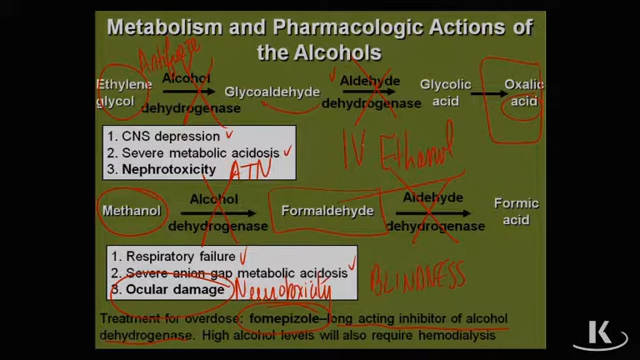 Metabolism and Pharmacologic Actions of
the Alcohols
Antifreeze
Ethylene glycol
Alcohol dehydrogenase
Glycoaldehyde
Aldehyde dehydrogenase
Glycolic acid
Oxalic acid
1. CNS depression
2. Severe metabolic acidosis
3. Nephrotoxicity
ATN
IV Ethanol
Methanol
Alcohol dehydrogenase
Formaldehyde
Aldehyde dehydrogenase
Formic acid
1. Respiratory failure
2. Severe anion gap metabolic acidosis
3. Ocular damage
Neurotoxicity
BLINDNESS
Treatment for overdose: fomepizole–long acting inhibitor of alcohol
dehydrogenase. High alcohol levels will also require hemodialysis
K